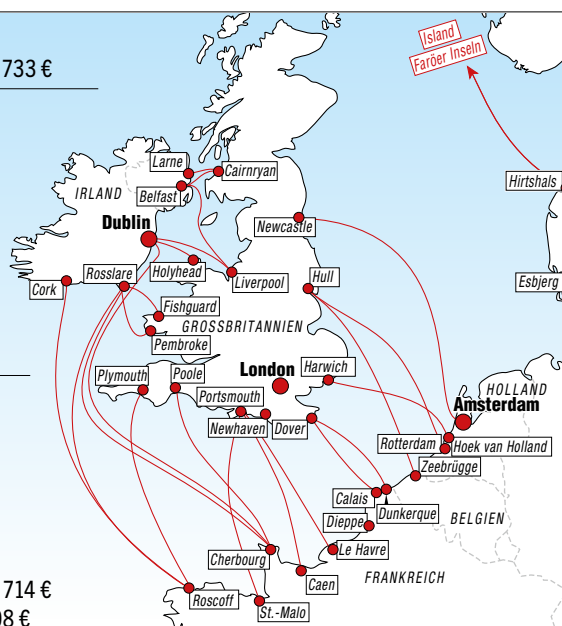 733 €
Island
Faröer Inseln
Larne
Cairnryan
IRLAND
Belfast
Hirtshals
Dublin
Newcastle
Rosslare
Holyhead
Liverpool
Hull
Esbjerg
Cork
Fishguard
GROSSBRITANNIEN
Pembroke
Plymouth
Poole
London
Harwich
HOLLAND
Portsmouth
Amsterdam
Newhaven
Dover
Rotterdam
Hoek van Holland
Zeebrügge
Calais
Dunkerque
Dieppe
BELGIEN
Cherbourg
Le Havre
Caen
FRANKREICH
714 €
Roscoff
St.-Malo
98 €